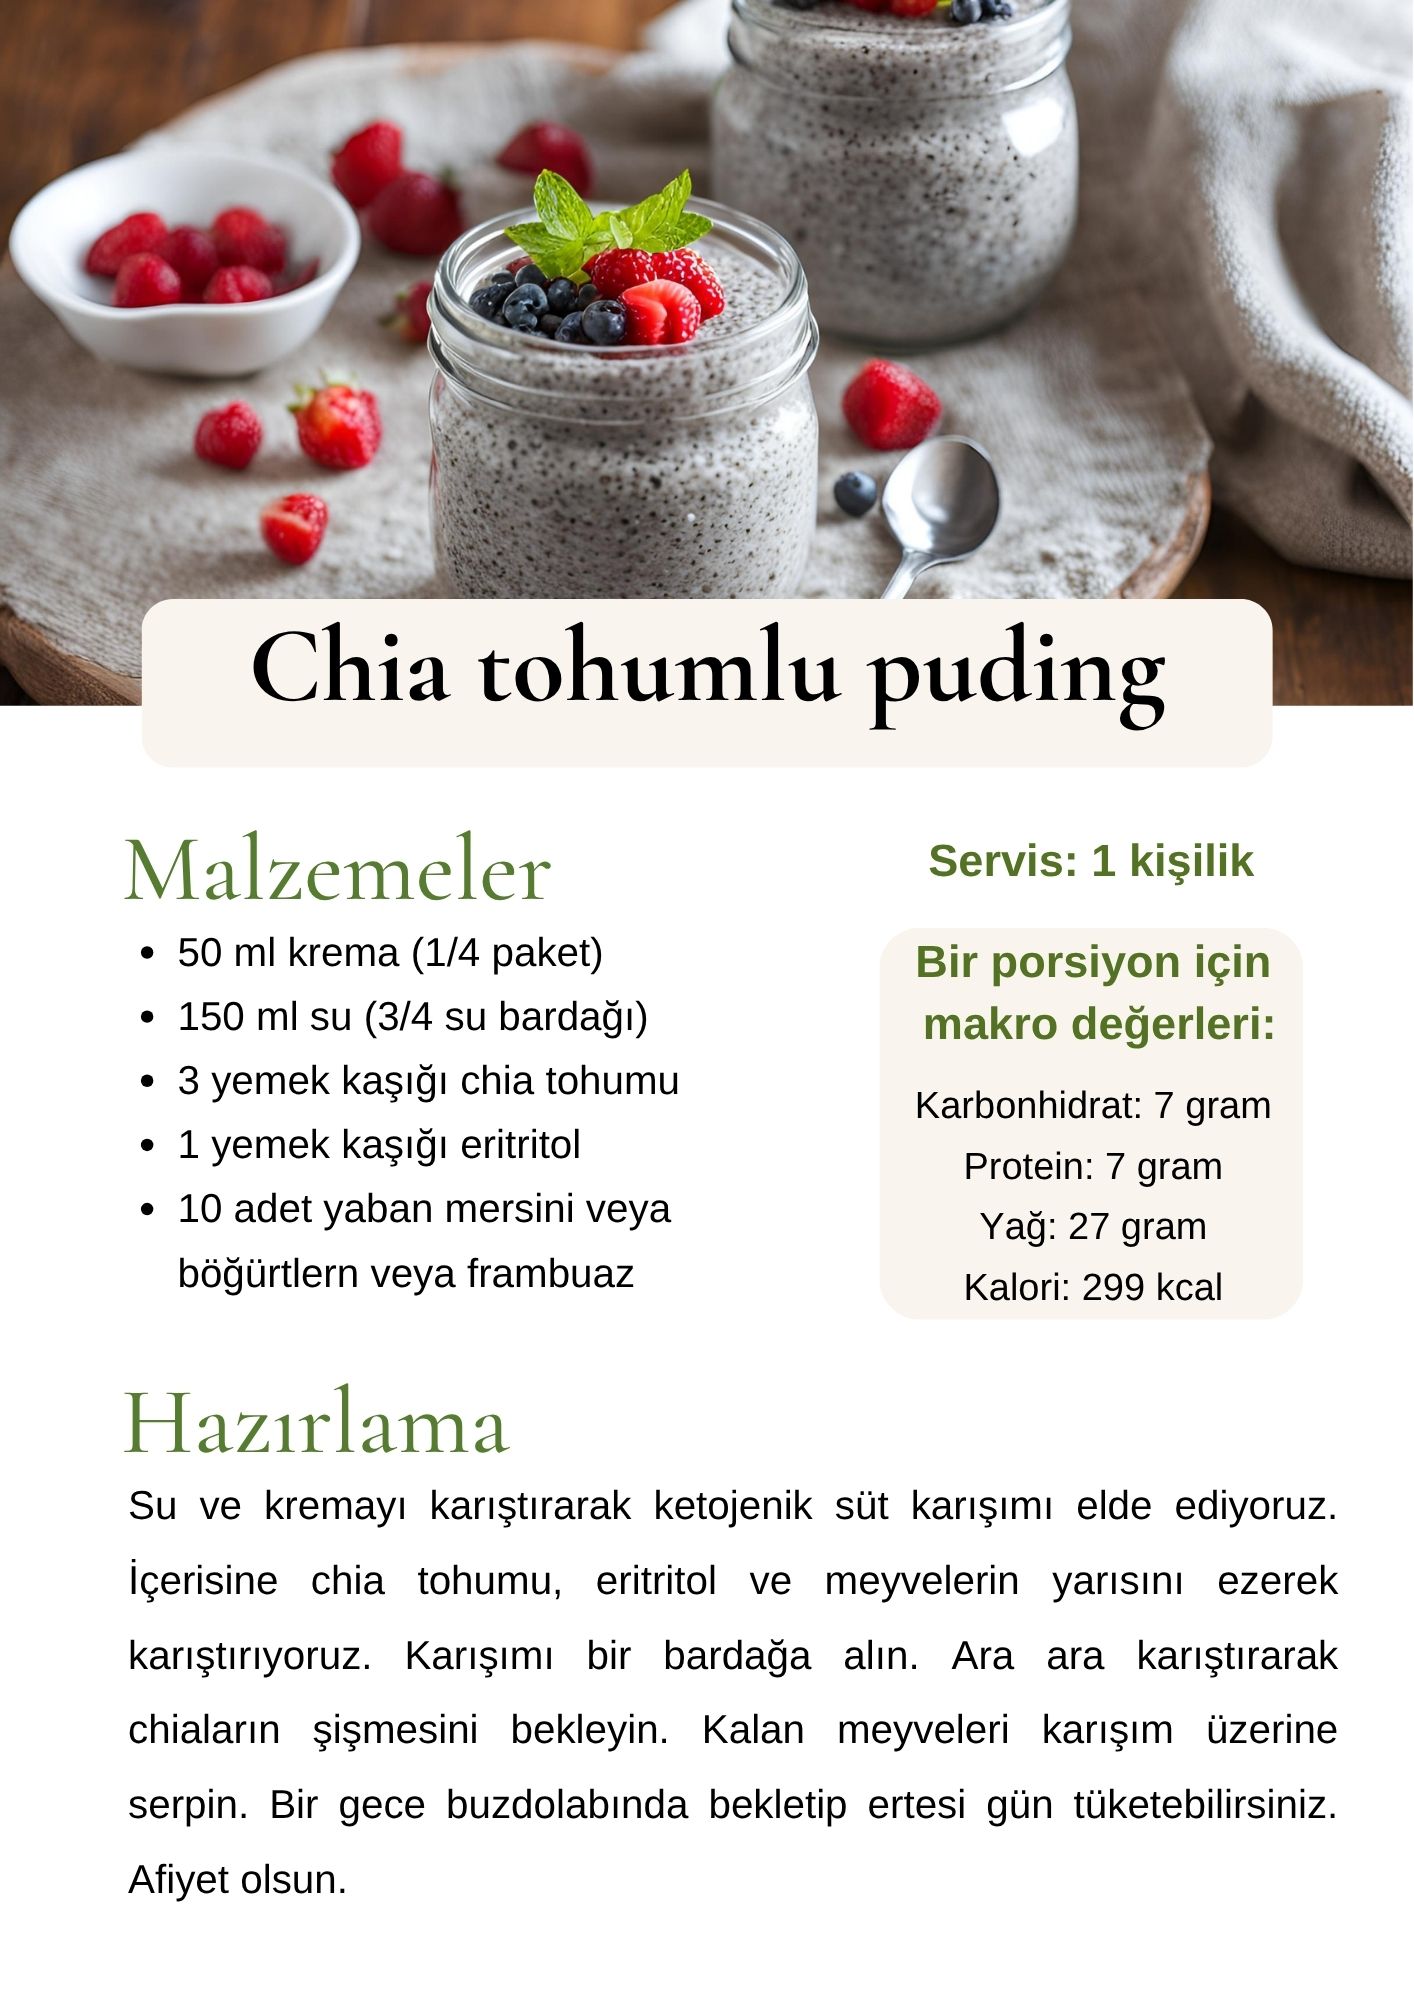 Chia tohumlu puding
Malzemeler
50 ml krema (1/4 paket)
150 ml su (3/4 su bardağı)
3 yemek kaşığı chia tohumu
1 yemek kaşığı eritritol
10 adet yaban mersini veya
böğürtlern veya frambuaz
Servis: 1 kişilik
Bir porsiyon için
makro değerleri:
Karbonhidrat: 7 gram
Protein: 7 gram
Yağ: 27 gram
Kalori: 299 kcal
Hazırlama
Su ve kremayı karıştırarak ketojenik süt karışımı elde ediyoruz.
İçerisine chia tohumu, eritritol ve meyvelerin yarısını ezerek
karıştırıyoruz. Karışımı bir bardağa alın. Ara ara karıştırarak
chiaların şişmesini bekleyin. Kalan meyveleri karışım üzerine
serpin. Bir gece buzdolabında bekletip ertesi gün tüketebilirsiniz.
Afiyet olsun.